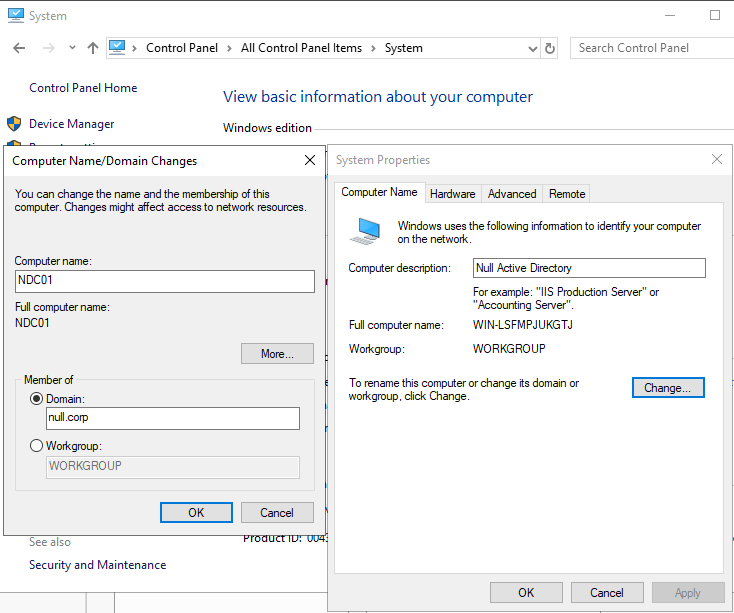 System
Control Panel > All Control Panel Items > System
Search Control Panel
Control Panel Home
Device Manager
View basic information about your computer
Windows edition
Computer Name/Domain Changes
You can change the name and the membership of this
computer. Changes might affect access to network resources.
Computer name:
NDC01
Full computer name:
NDC01
More...
Member of
Domain:
null.corp
Workgroup:
WORKGROUP
OK
Cancel
System Properties
Computer Name
Hardware
Advanced
Remote
Windows uses the following information to identify your computer
on the network.
Computer description:
Null Active Directory
For example: "IIS Production Server" or
"Accounting Server".
Full computer name:
WIN-LSFMPJUKGTJ
Workgroup:
WORKGROUP
To rename this computer or change its domain or
workgroup, click Change.
Change...
OK
Cancel
Apply
Product ID:
See also
Security and Maintenance